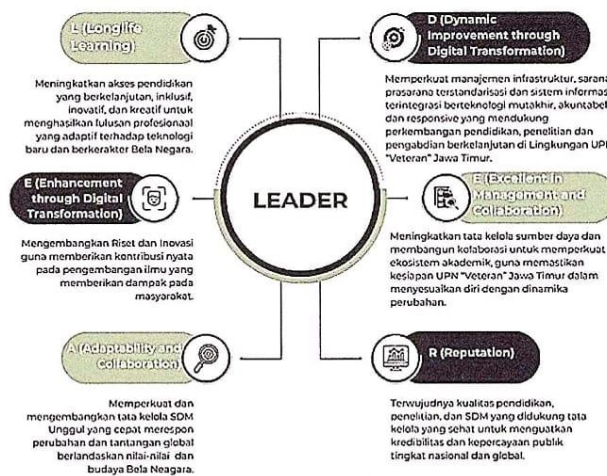 L (Longlife
Learning)
Meningkatkan akses pendidikan
yang berkelanjutan, inklusif,
inovatif, dan kreatif untuk
menghasilkan lulusan profesional
yang adaptif terhadap teknologi
baru dan berkerakter Bela Negara.
E (Enhancement
through Digital
Transformation)
Mengembangkan Riset dan Inovasi
guna memberikan kontribusi nyata
pada pengembangan ilmu yang
memberikan dampak pada
masyarakat.
A (Adaptability and
Collaboration)
Memperkuat dan
mengembangkan tata kelola SDM
Unggul yang cepat merespon
perubahan dan tantangan global
berlandaskan nilai-nilai dan
budaya Bela Neagara.
LEADER
D (Dynamic
Improvement through
Digital Transformation)
Memperkuat manajemen infrastruktur, sarana
prasarana terstandarisasi dan sistem informas
terintegrasi berteknologi mutakhir, akuntabel
dan responsive yang mendukung
perkembangan pendidikan, penelitian dan
pengabdian berkelanjutan di Lingkungan UPN
"Veteran" Jawa Timur.
E (Excellent in
Management and
Collaboration)
Meningkatkan tata kelola sumber daya dan
membangun kolaborasi untuk memperkuat
ekosistem akademik, guna memastikan
kesiapan UPN "Veteran" Jawa Timur dalam
menyesuaikan diri dengan dinamika
perubahan.
R (Reputation)
Terwujudnya kualitas pendidikan,
penelitian, dan SDM yang didukung tata
kelola yang sehat untuk menguatkan
kredibilitas dan kepercayaan publik
tingkat nasional dan global.